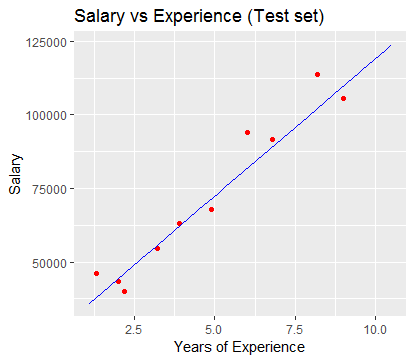 Salary vs Experience (Test set)
125000
100000
75000
50000
Salary
2.5
5.0
7.5
10.0
Years of Experience